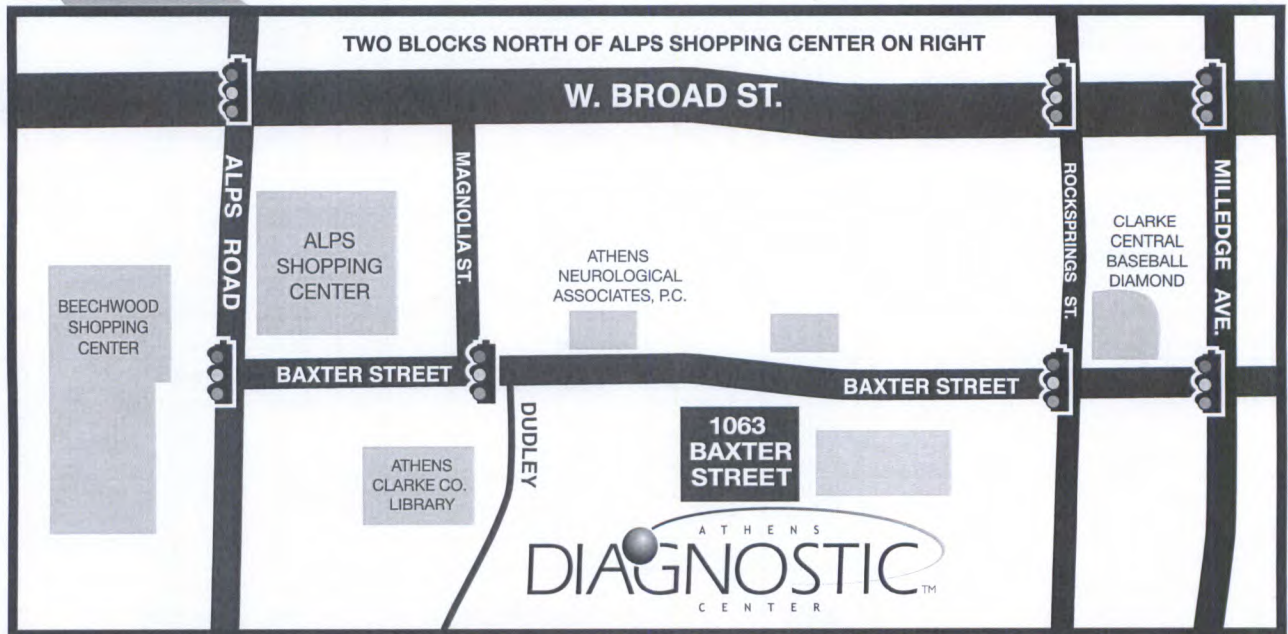 TWO BLOCKS NORTH OF ALPS SHOPPING CENTER ON RIGHT
W. BROAD ST.
ALPS ROAD
MAGNOLIA ST.
ROCKSPRINGS ST.
MILLEDGE AVE.
ALPS
SHOPPING
CENTER
BEECHWOOD
SHOPPING
CENTER
ATHENS
NEUROLOGICAL
ASSOCIATES, P.C.
CLARKE
CENTRAL
BASEBALL
DIAMOND
BAXTER STREET
BAXTER STREET
DUDLEY
ATHENS
CLARKE CO.
LIBRARY
1063
BAXTER
STREET
ATHENS
DIAGNOSTIC™
CENTER